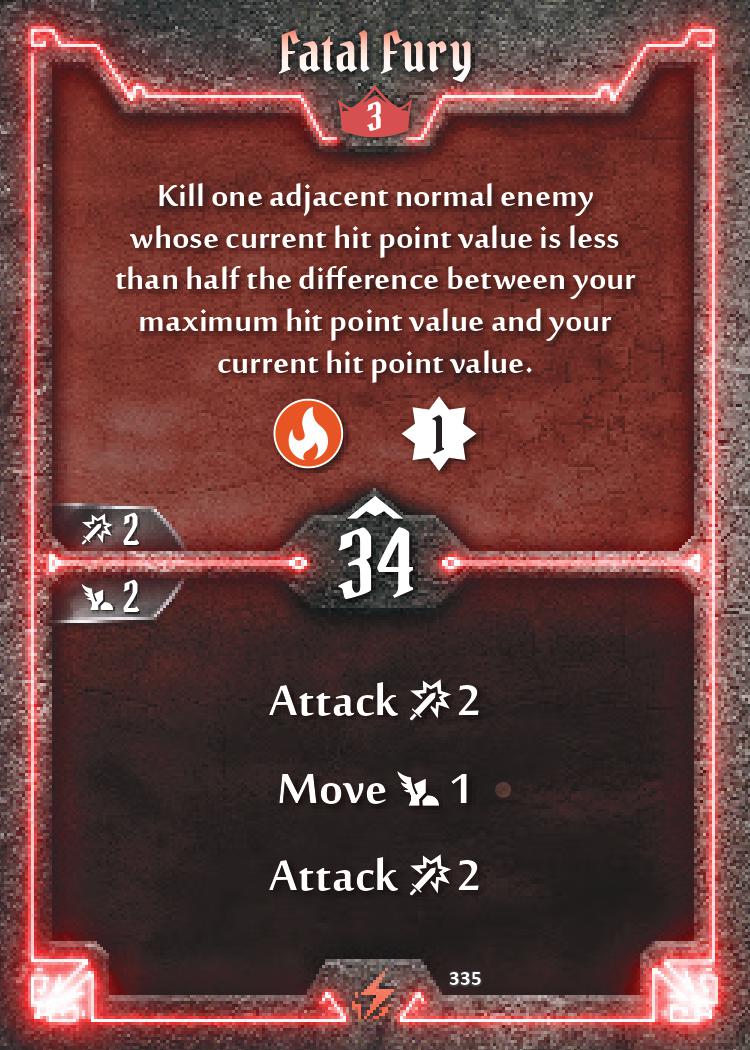 Fatal Fury
3
Kill one adjacent normal enemy
whose current hit point value is less
than half the difference between your
maximum hit point value and your
current hit point value.
1
2
34
2
Attack 2
Move 1
Attack 2
335